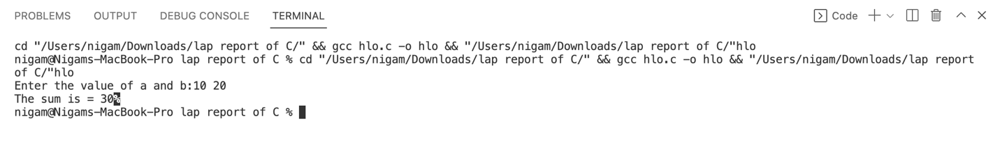 PROBLEMS OUTPUT DEBUG CONSOLE TERMINAL Code
cd "/Users/nigam/Downloads/lap report of C/" && gcc hlo.c -o hlo && "/Users/nigam/Downloads/lap report of C/"hlo
nigam@Nigams-MacBook-Pro lap report of C % cd "/Users/nigam/Downloads/lap report of C/" && gcc hlo.c -o hlo && "/Users/nigam/Downloads/lap report
of C/"hlo
Enter the value of a and b:10 20
The sum is = 30%
nigam@Nigams-MacBook-Pro lap report of C %